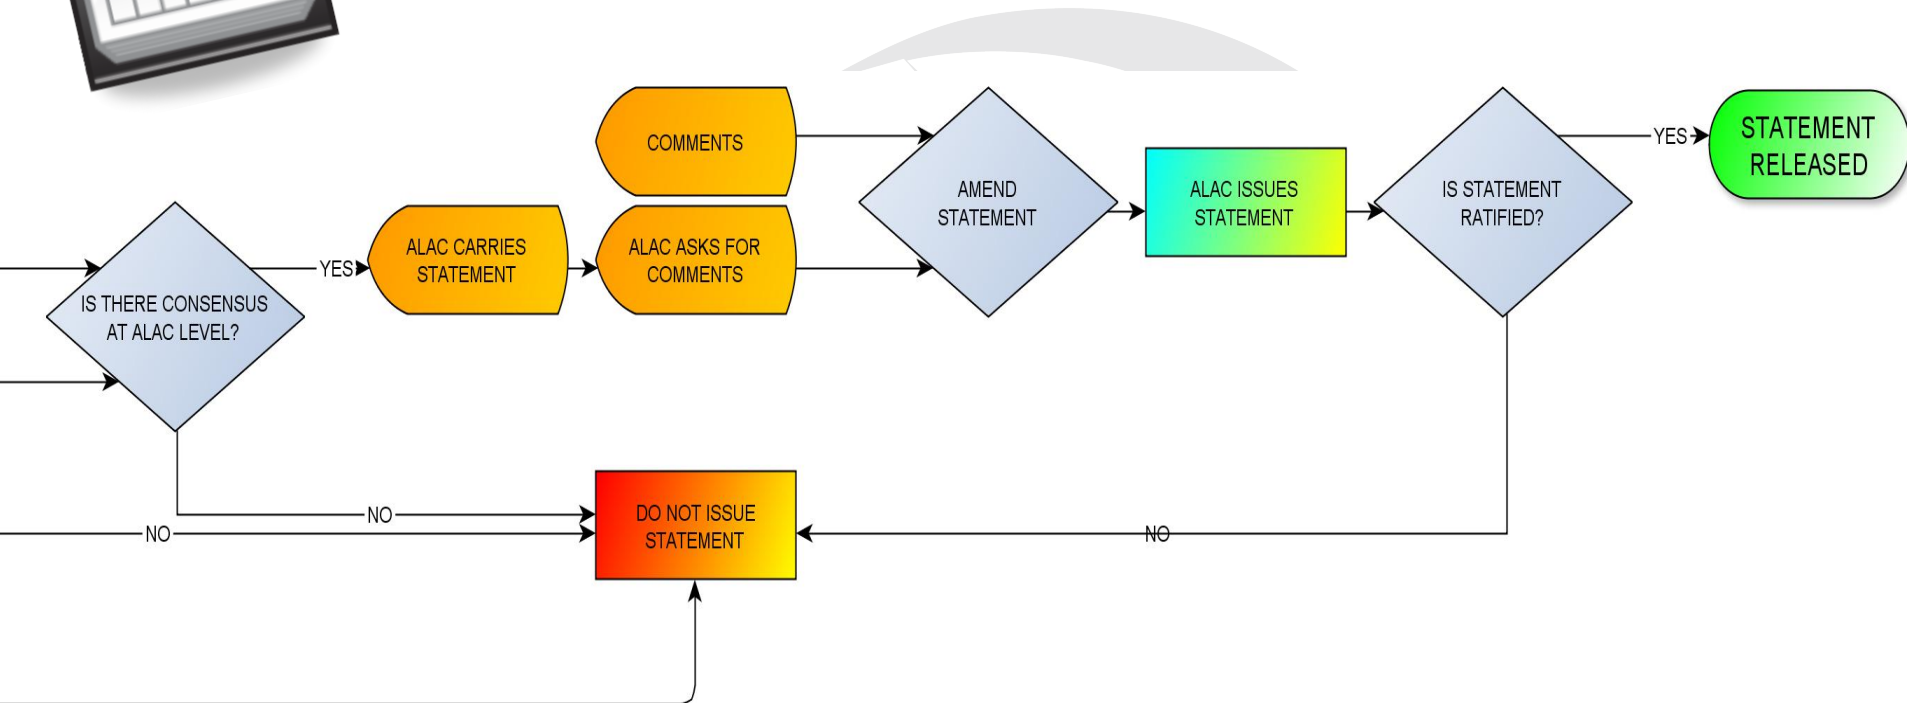 COMMENTS
AMEND
STATEMENT
ALAC ISSUES
STATEMENT
IS STATEMENT
RATIFIED?
YES
STATEMENT
RELEASED
IS THERE CONSENSUS
AT ALAC LEVEL?
YES
ALAC CARRIES
STATEMENT
ALAC ASKS FOR
COMMENTS
NO
NO
DO NOT ISSUE
STATEMENT
NO